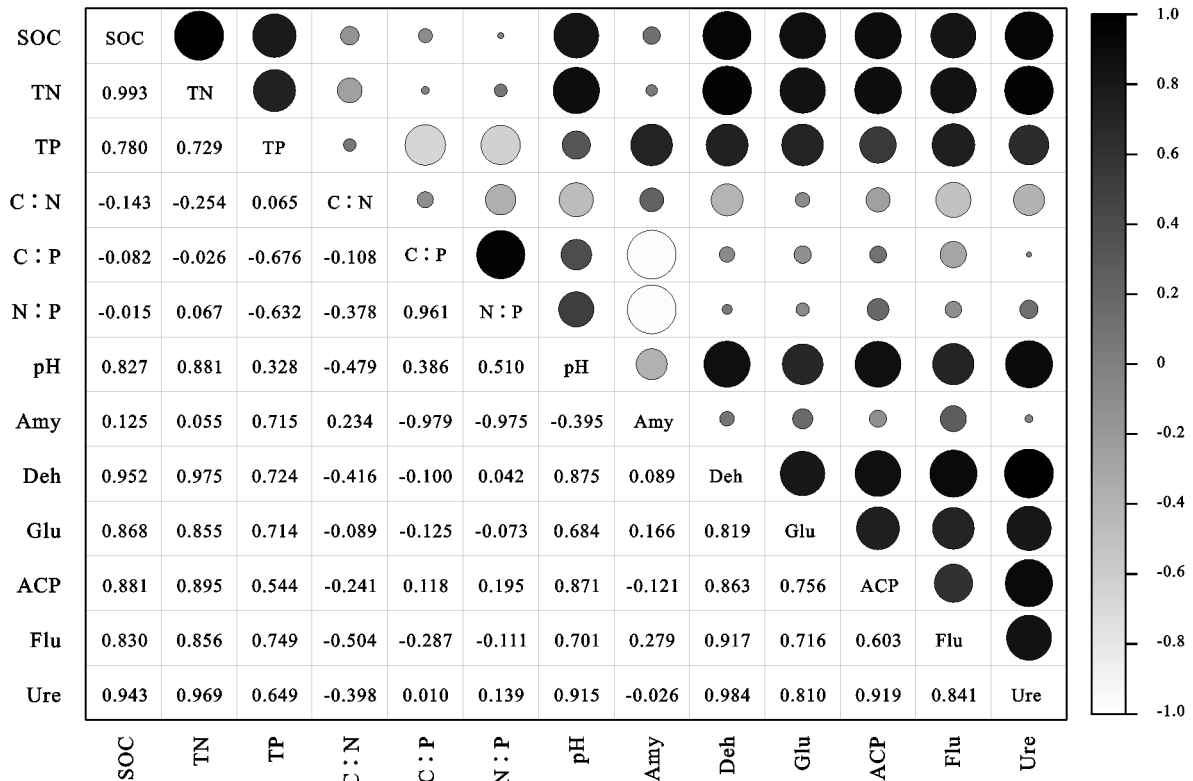 SOC SOC 1.0
TN 0.993 TN 0.8
TP 0.780 0.729 TP 0.6
C：N -0.143 -0.254 0.065 C：N 0.4
C：P -0.082 -0.026 -0.676 -0.108 C：P
N：P -0.015 0.067 -0.632 -0.378 0.961 N：P 0.2
pH 0.827 0.881 0.328 -0.479 0.386 0.510 pH 0
Amy 0.125 0.055 0.715 0.234 -0.979 -0.975 -0.395 Amy -0.2
Deh 0.952 0.975 0.724 -0.416 -0.100 0.042 0.875 0.089 Deh -0.4
Glu 0.868 0.855 0.714 -0.089 -0.125 -0.073 0.684 0.166 0.819 Glu
ACP 0.881 0.895 0.544 -0.241 0.118 0.195 0.871 -0.121 0.863 0.756 ACP -0.6
Flu 0.830 0.856 0.749 -0.504 -0.287 -0.111 0.701 0.279 0.917 0.716 0.603 Flu -0.8
Ure 0.943 0.969 0.649 -0.398 0.010 0.139 0.915 -0.026 0.984 0.810 0.919 0.841 Ure -1.0
SOC TN TP C：N C：P N：P pH Amy Deh Glu ACP Flu Ure